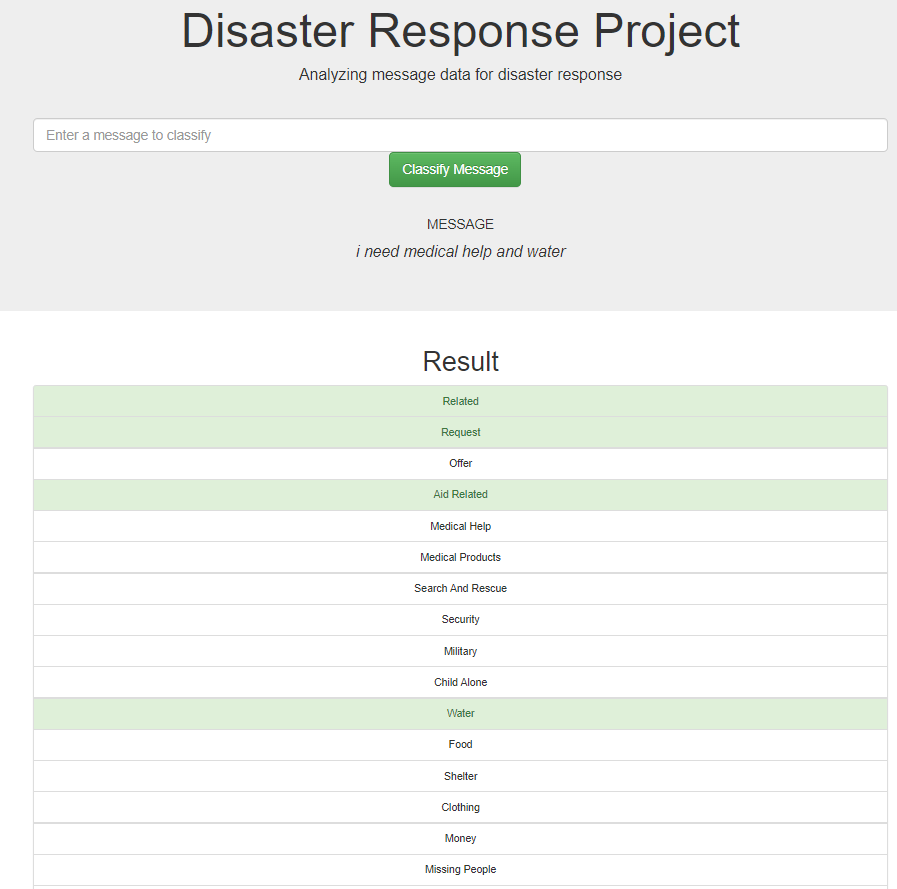 Disaster Response Project
Analyzing message data for disaster response
Enter a message to classify
Classify Message
MESSAGE
i need medical help and water
Result
Related
Request
Offer
Aid Related
Medical Help
Medical Products
Search And Rescue
Security
Military
Child Alone
Water
Food
Shelter
Clothing
Money
Missing People